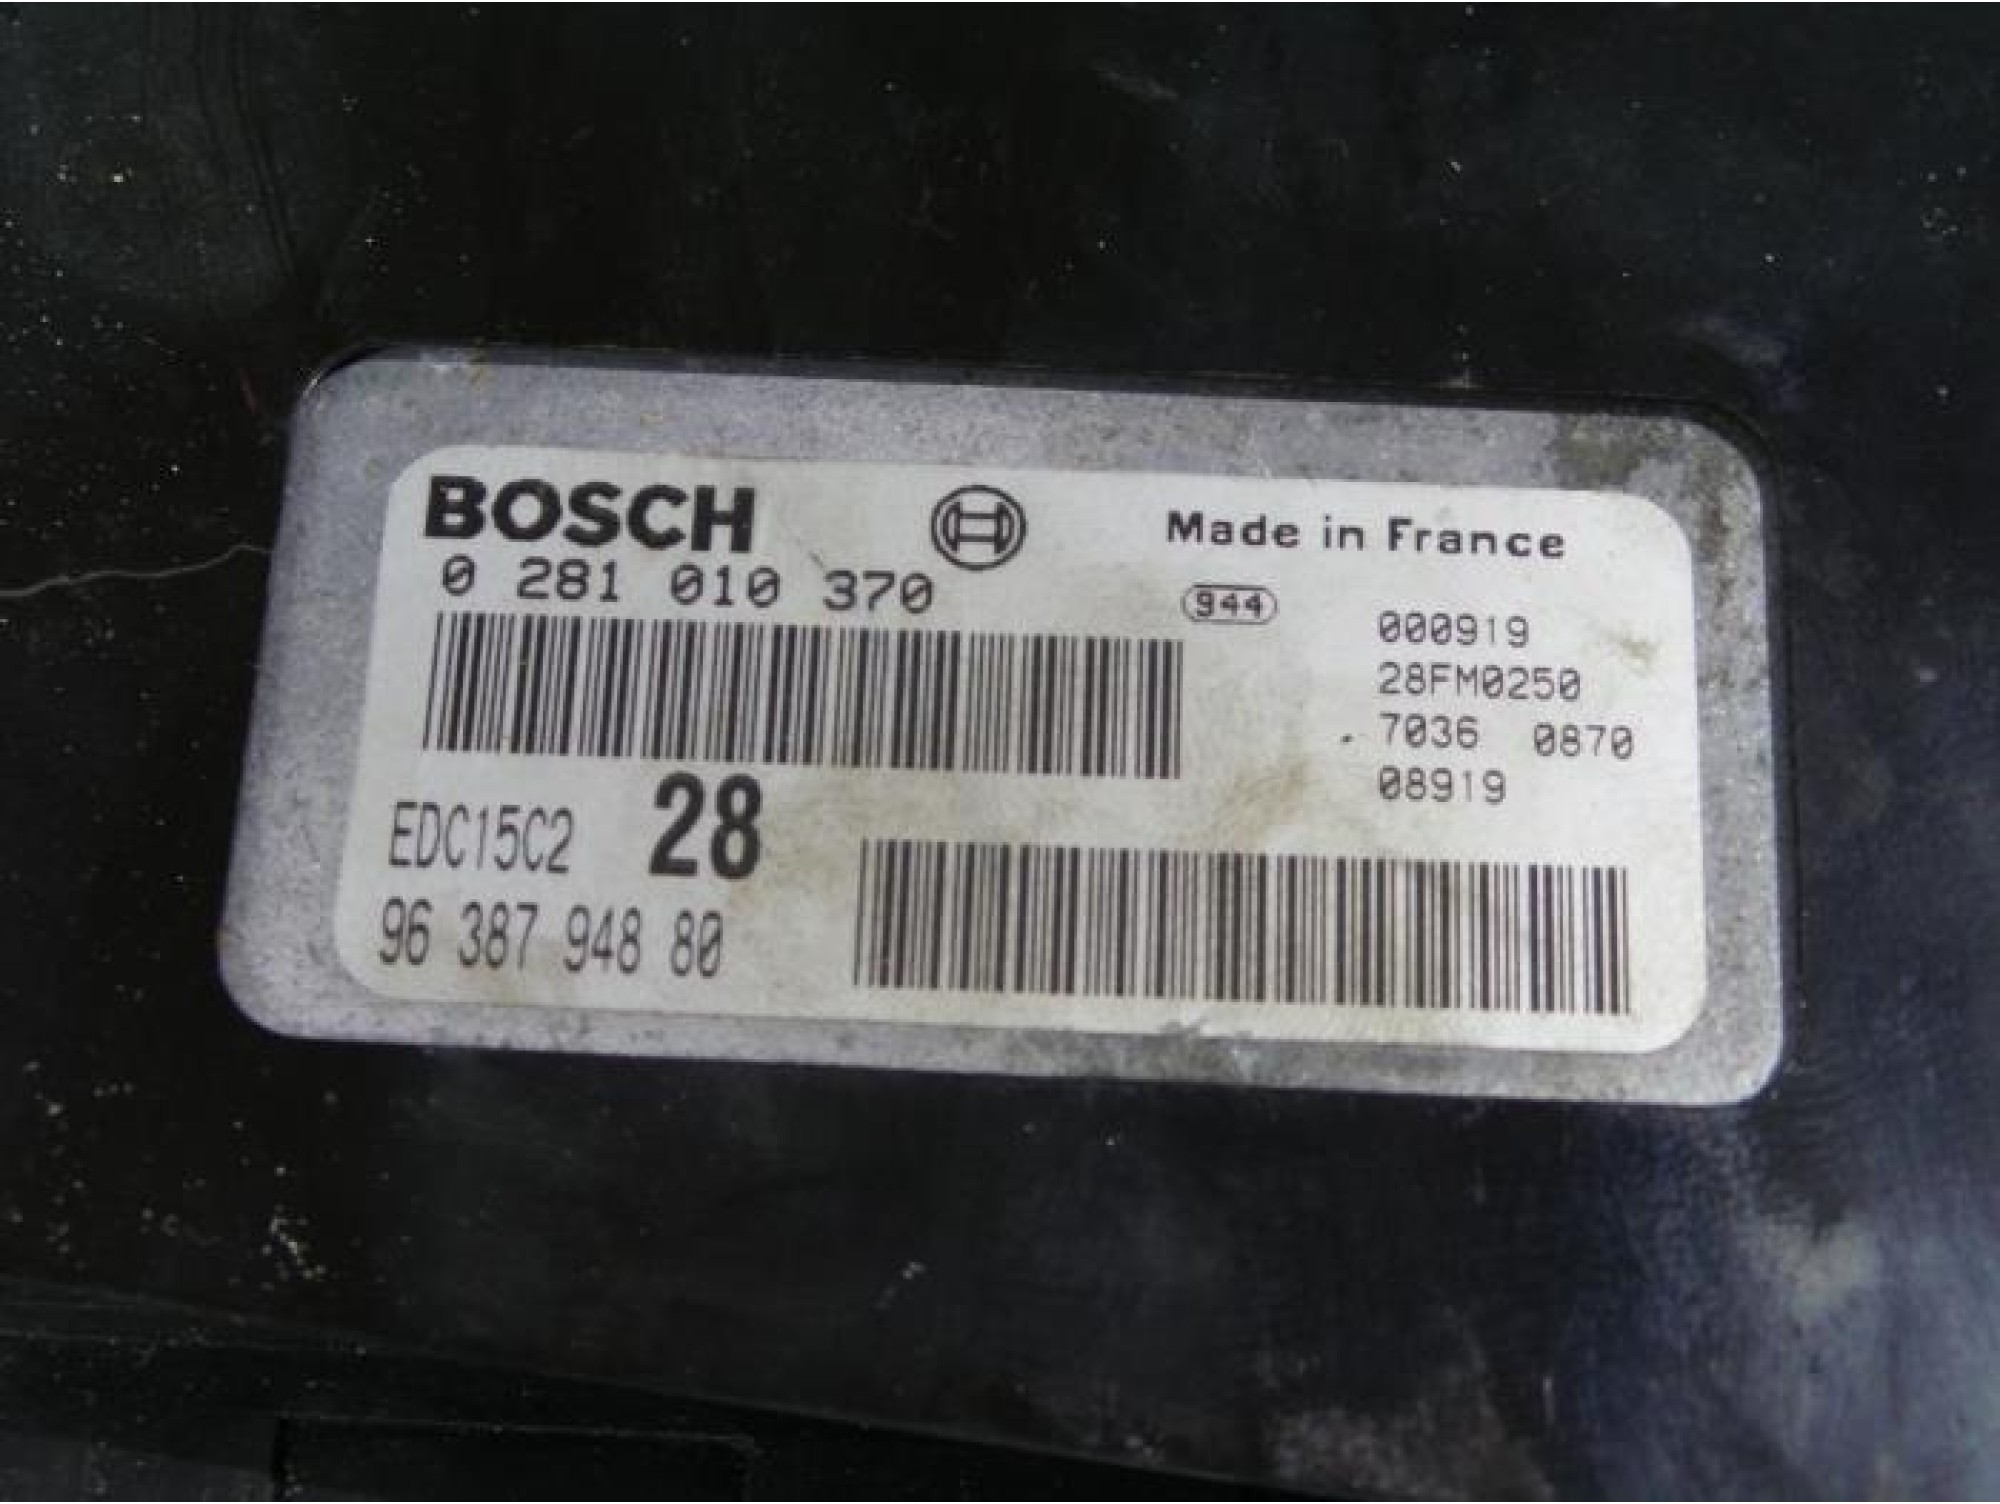 BOSCH
Made in France
0 281 010 370
944
000919
28FM0250
7036 0870
08919
EDC15C2 28
96 387 948 80